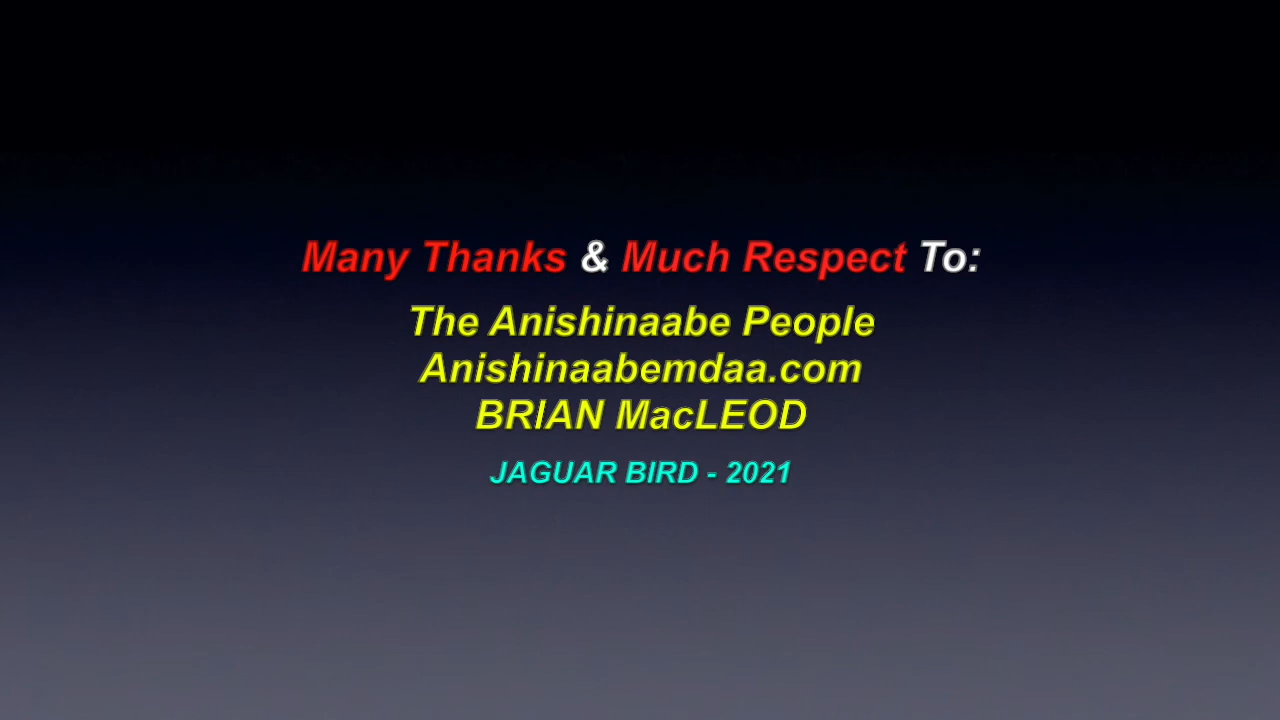 Many Thanks & Much Respect To:
The Anishinaabe People
Anishinaabemdaa.com
BRIAN MacLEOD
JAGUAR BIRD - 2021